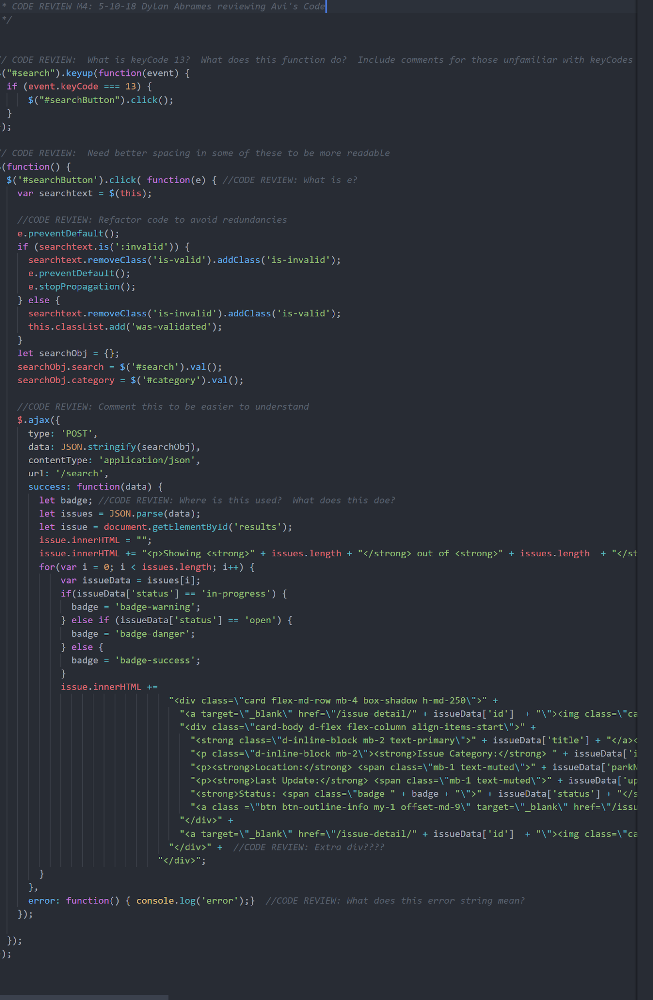 * CODE REVIEW M4: 5-10-18 Dylan Abrames reviewing Avi's Code
*/
/ CODE REVIEW:  What is keyCode 13?  What does this function do?  Include comments for those unfamiliar with keyCodes
("#search").keyup(function(event) {
if (event.keyCode === 13) {
$("#searchButton").click();
}
);
/ CODE REVIEW:  Need better spacing in some of these to be more readable
(function() {
$('#searchButton').click( function(e) { //CODE REVIEW: What is e?
var searchtext = $(this);
//CODE REVIEW: Refactor code to avoid redundancies
e.preventDefault();
if (searchtext.is(':invalid')) {
searchtext.removeClass('is-valid').addClass('is-invalid');
e.preventDefault();
e.stopPropagation();
} else {
searchtext.removeClass('is-invalid').addClass('is-valid');
this.classList.add('was-validated');
}
let searchObj = {};
searchObj.search = $('#search').val();
searchObj.category = $('#category').val();
//CODE REVIEW: Comment this to be easier to understand
$.ajax({
type: 'POST',
data: JSON.stringify(searchObj),
contentType: 'application/json',
url: '/search',
success: function(data) {
let badge; //CODE REVIEW: Where is this used?  What does this doe?
let issues = JSON.parse(data);
let issue = document.getElementById('results');
issue.innerHTML = "";
issue.innerHTML += "<p>Showing <strong>" + issues.length + "</strong> out of <strong>" + issues.length  + "</st
for(var i = 0; i < issues.length; i++) {
var issueData = issues[i];
if(issueData['status'] == 'in-progress') {
badge = 'badge-warning';
} else if (issueData['status'] == 'open') {
badge = 'badge-danger';
} else {
badge = 'badge-success';
}
issue.innerHTML +=
"<div class=\"card flex-md-row mb-4 box-shadow h-md-250\">" +
"<a target=\"_blank\" href=\"/issue-detail/" + issueData['id']  + "\"><img class=\"ca
"<div class=\"card-body d-flex flex-column align-items-start\">" +
"<strong class=\"d-inline-block mb-2 text-primary\">" + issueData['title'] + "</a><
"<p class=\"d-inline-block mb-2\"><strong>Issue Category:</strong> " + issueData['i
"<p><strong>Location:</strong> <span class=\"mb-1 text-muted\">" + issueData['parkN
"<p><strong>Last Update:</strong> <span class=\"mb-1 text-muted\">" + issueData['up
"<strong>Status: <span class=\"badge " + badge + "\">" + issueData['status'] + "</s
"<a class =\"btn btn-outline-info my-1 offset-md-9\" target=\"_blank\" href=\"/issu
"</div>" +
"<a target=\"_blank\" href=\"/issue-detail/" + issueData['id']  + "\"><img class=\"ca
"</div>" +  //CODE REVIEW: Extra div????
"</div>";
}
},
error: function() { console.log('error');}  //CODE REVIEW: What does this error string mean?
});
});
);